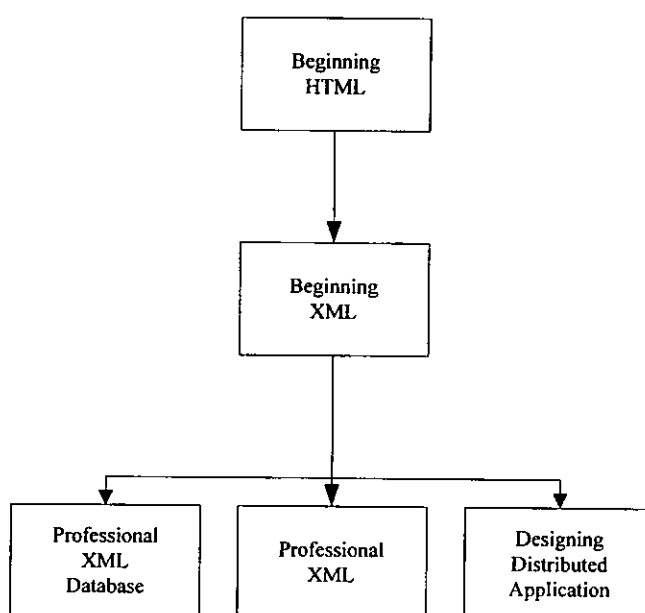 Beginning
HTML
Beginning
XML
Professional
XML
Database
Professional
XML
Designing
Distributed
Application